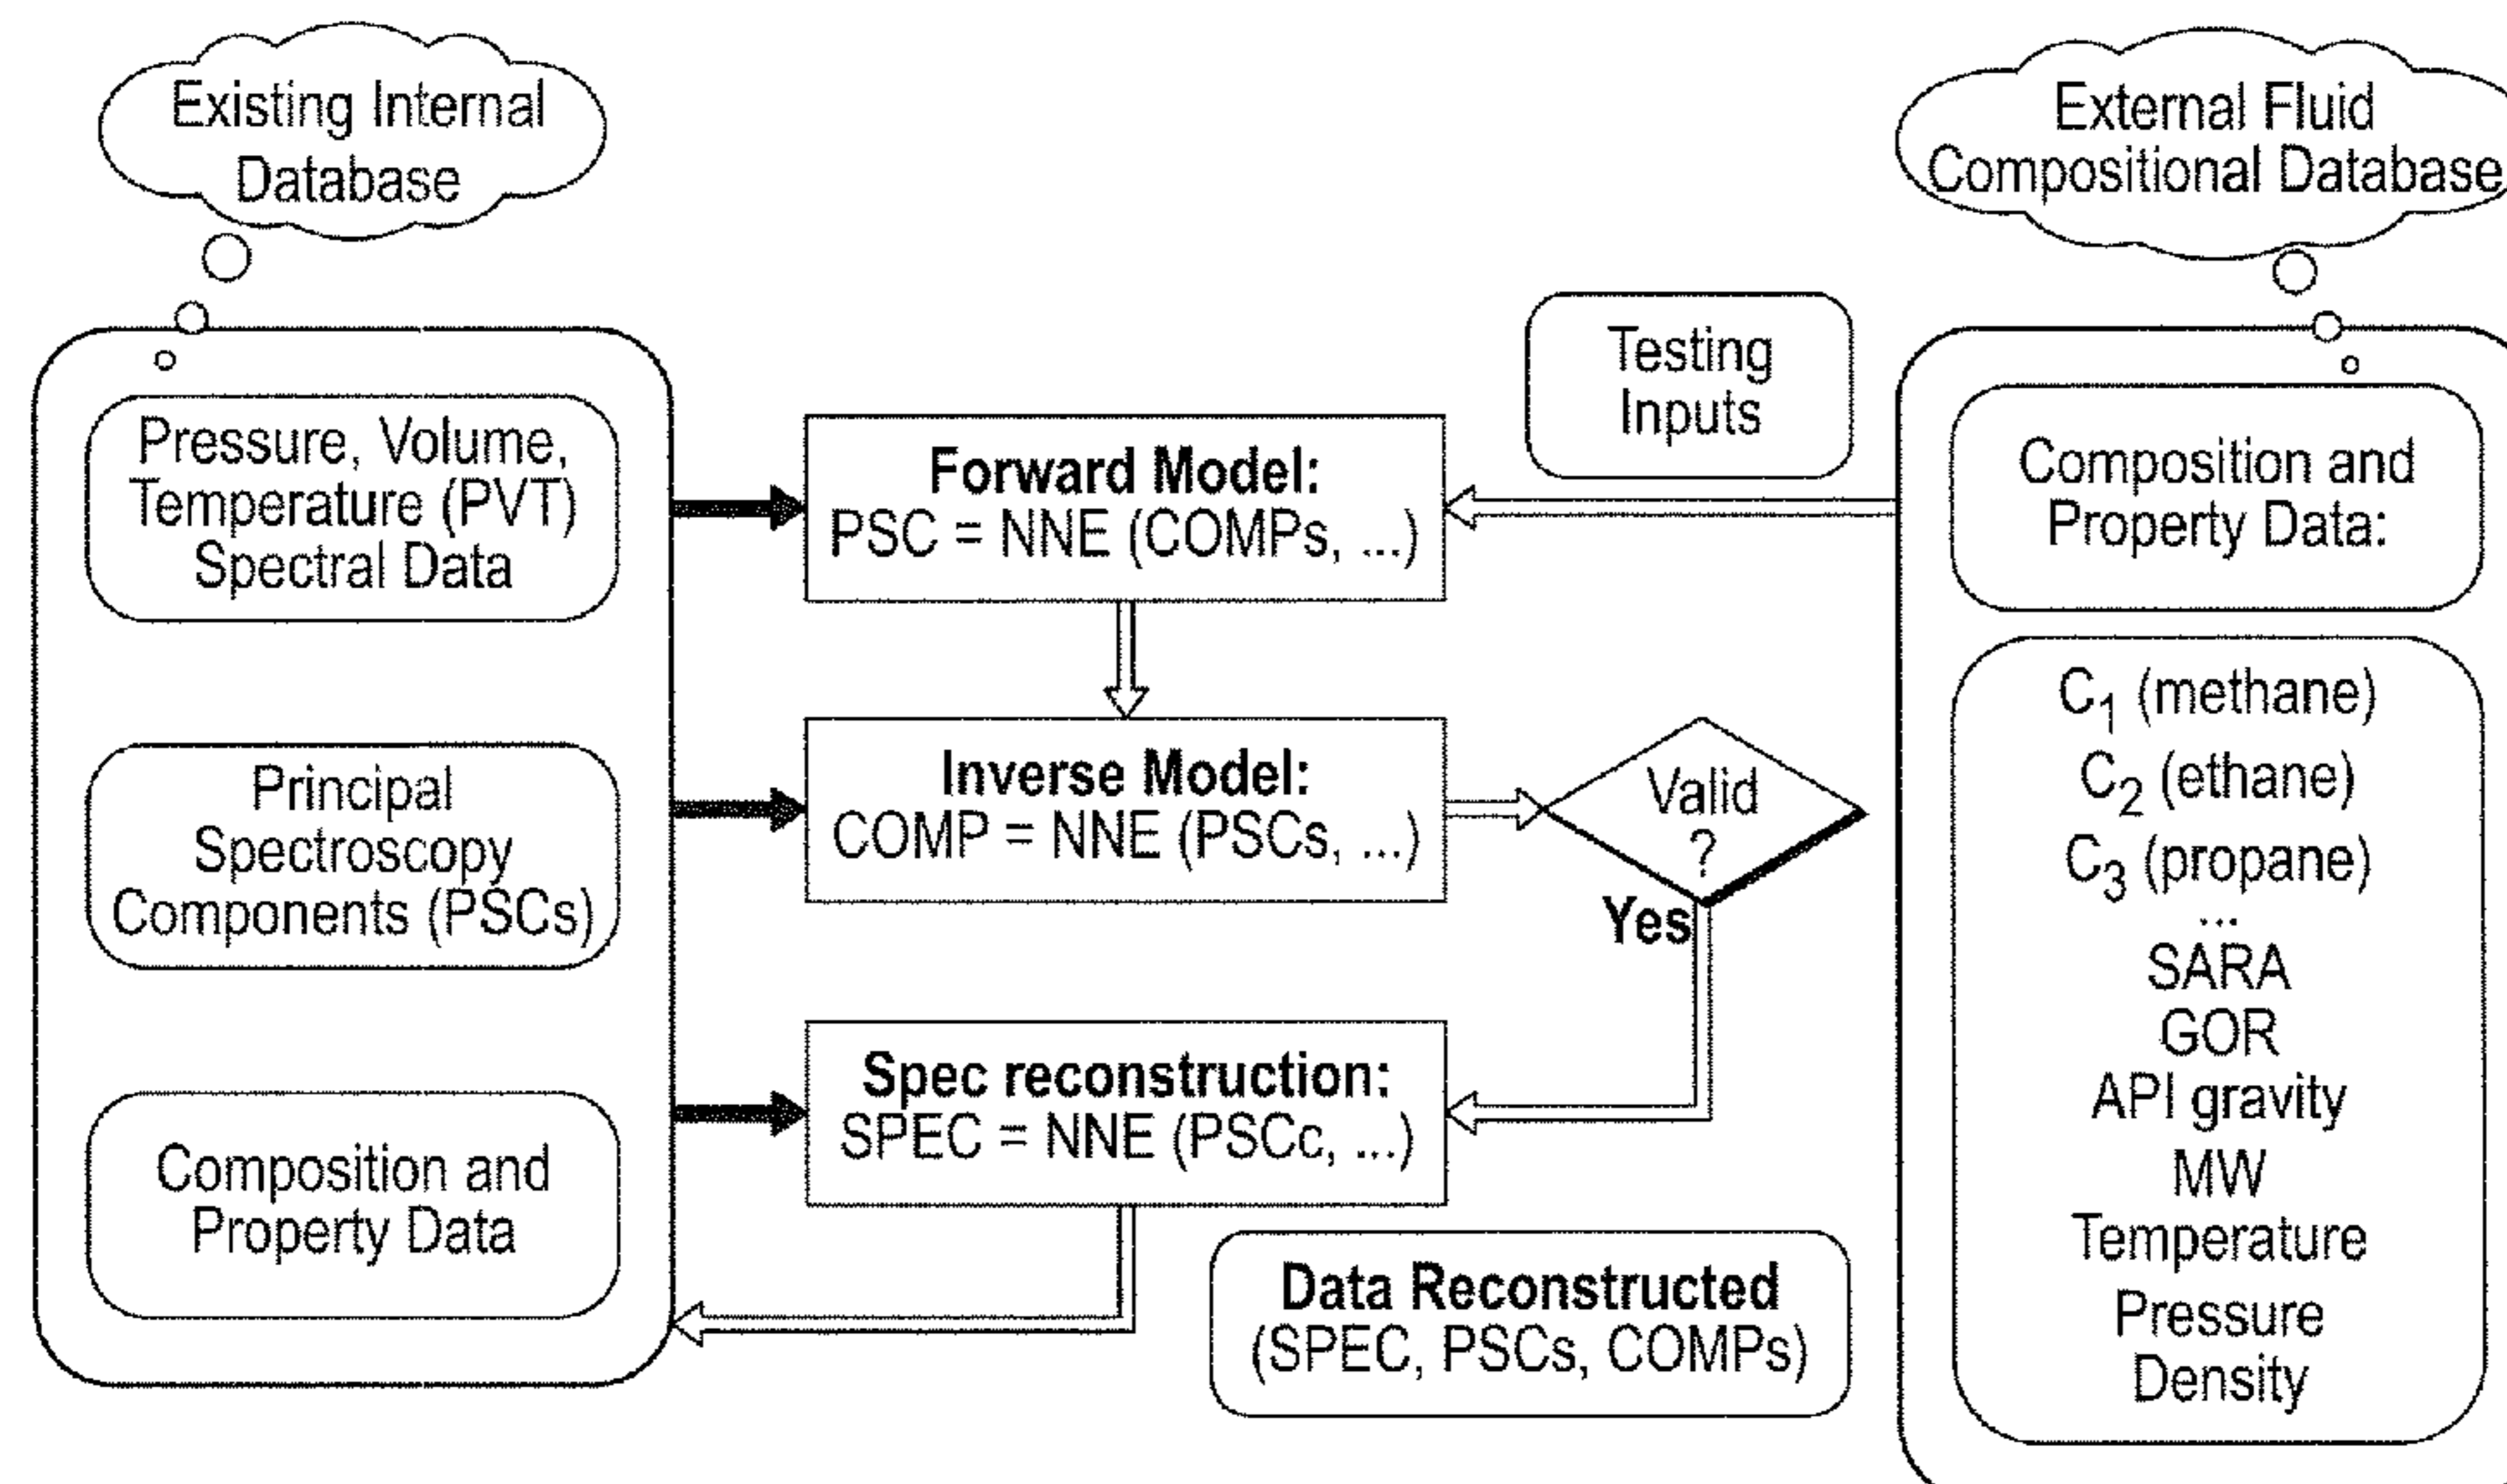 Existing Internal
Database
External Fluid
Compositional Database
Pressure, Volume,
Temperature (PVT)
Spectral Data
Principal
Spectroscopy
Components (PSCs)
Composition and
Property Data
Forward Model:
PSC = NNE (COMPs, ...)
Inverse Model:
COMP = NNE (PSCs, ...)
Spec reconstruction:
SPEC = NNE (PSCc, ...)
Testing
Inputs
Valid
?
Yes
Data Reconstructed
(SPEC, PSCs, COMPs)
Composition and
Property Data:
C₁ (methane)
C₂ (ethane)
C₃ (propane)
...
SARA
GOR
API gravity
MW
Temperature
Pressure
Density